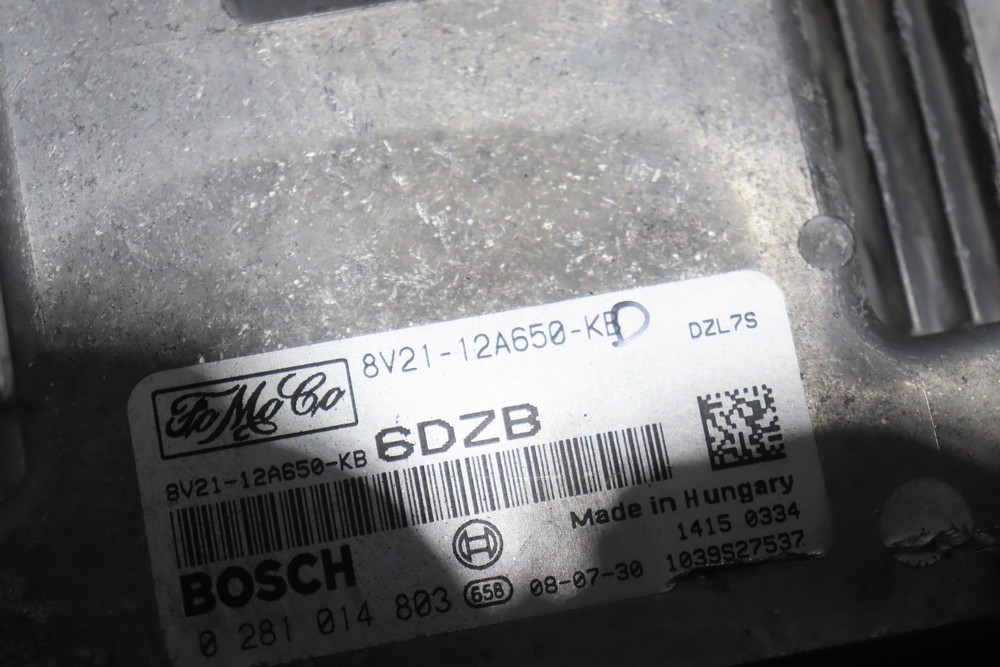 FoMoCo
8V21-12A650-KB D
DZL7S
6DZB
8V21-12A650-KB
Made in Hungary
1415 0334
1039S27537
BOSCH
0 281 014 803 658 08-07-30